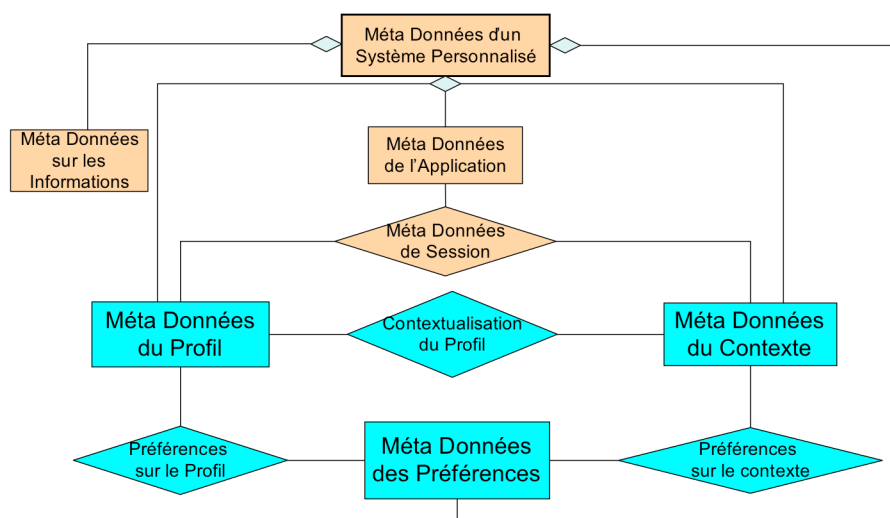 Méta Données d'un
Système Personnalisé
Méta Données
sur les
Informations
Méta Données
de l'Application
Méta Données
de Session
Méta Données
du Profil
Contextualisation
du Profil
Méta Données
du Contexte
Préférences
sur le Profil
Méta Données
des Préférences
Préférences
sur le contexte